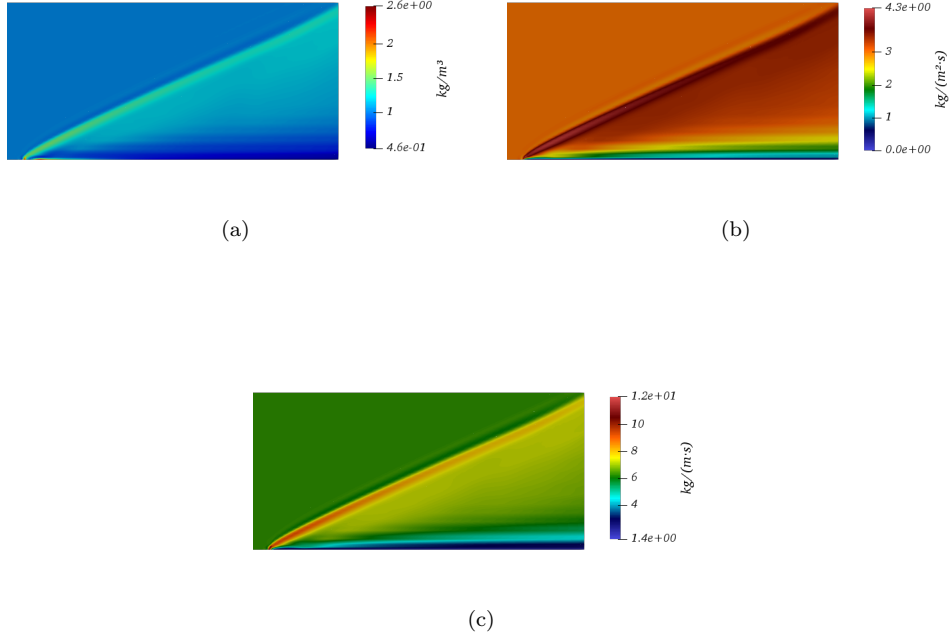 2.6e+00
2
1.5
1
4.6e-01
kg/m³
(a)
4.3e+00
3
2
1
0.0e+00
kg/(m²·s)
(b)
1.2e+01
10
8
6
4
1.4e+00
kg/(m·s)
(c)